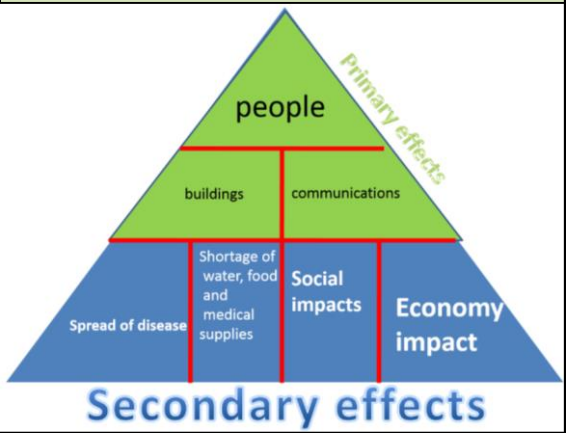 people
Primary effects
buildings
communications
Spread of disease
Shortage of
water, food
and
medical
supplies
Social
impacts
Economy
impact
Secondary effects